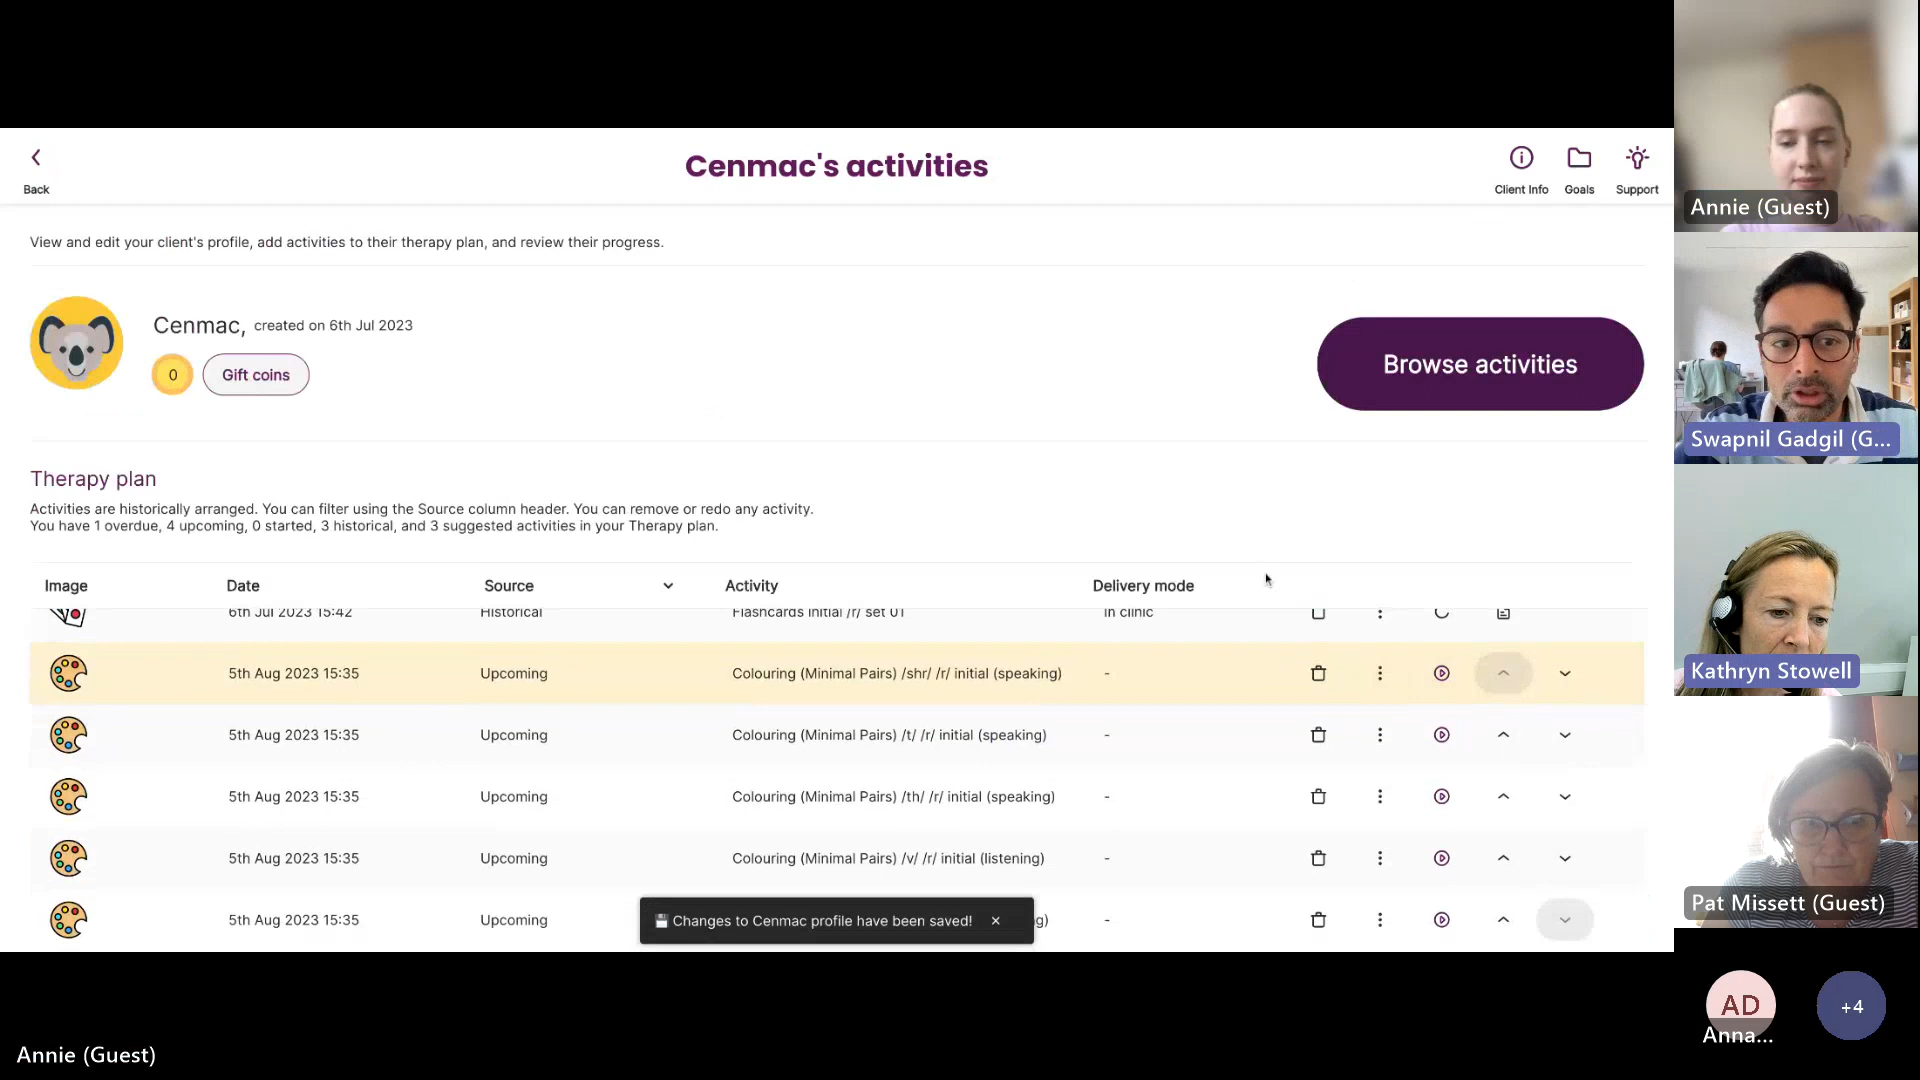 Back
Cenmac's activities
Client Info
Goals
Support
View and edit your client's profile, add activities to their therapy plan, and review their progress.
Cenmac, created on 6th Jul 2023
0
Gift coins
Browse activities
Therapy plan
Activities are historically arranged. You can filter using the Source column header. You can remove or redo any activity.
You have 1 overdue, 4 upcoming, 0 started, 3 historical, and 3 suggested activities in your Therapy plan.
Image Date Source Activity Delivery mode
6th Jul 2023 15:42 Historical Flashcards initial /r/ set 01 In clinic
5th Aug 2023 15:35 Upcoming Colouring (Minimal Pairs) /shr/ /r/ initial (speaking) -
5th Aug 2023 15:35 Upcoming Colouring (Minimal Pairs) /t/ /r/ initial (speaking) -
5th Aug 2023 15:35 Upcoming Colouring (Minimal Pairs) /th/ /r/ initial (speaking) -
5th Aug 2023 15:35 Upcoming Colouring (Minimal Pairs) /v/ /r/ initial (listening) -
5th Aug 2023 15:35 Upcoming g) -
Changes to Cenmac profile have been saved! ×
Annie (Guest)
Annie (Guest)
Swapnil Gadgil (G...
Kathryn Stowell
Pat Missett (Guest)
AD
Anna...
+4